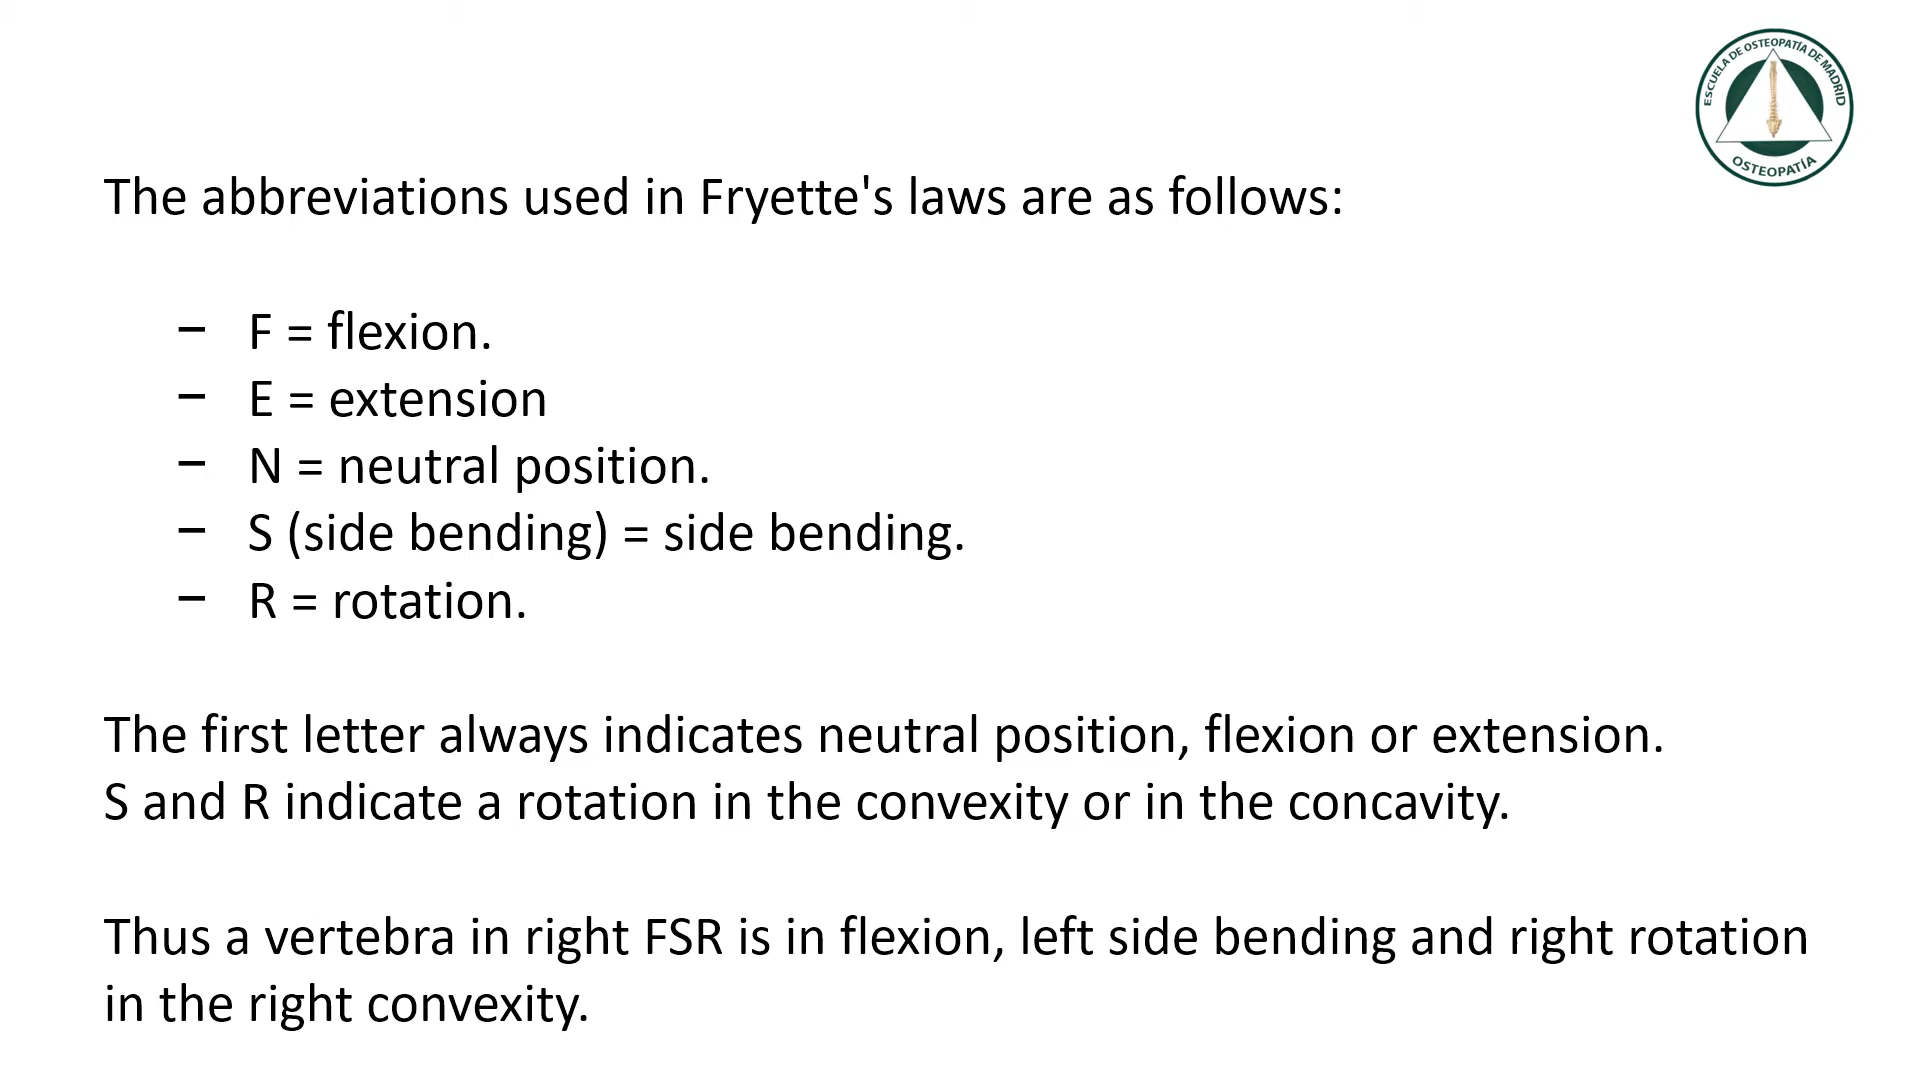 ESCUELA DE OSTEOPATÍA DE MADRID
OSTEOPATÍA
The abbreviations used in Fryette's laws are as follows:
– F = flexion.
– E = extension
– N = neutral position.
– S (side bending) = side bending.
– R = rotation.
The first letter always indicates neutral position, flexion or extension.
S and R indicate a rotation in the convexity or in the concavity.
Thus a vertebra in right FSR is in flexion, left side bending and right rotation
in the right convexity.